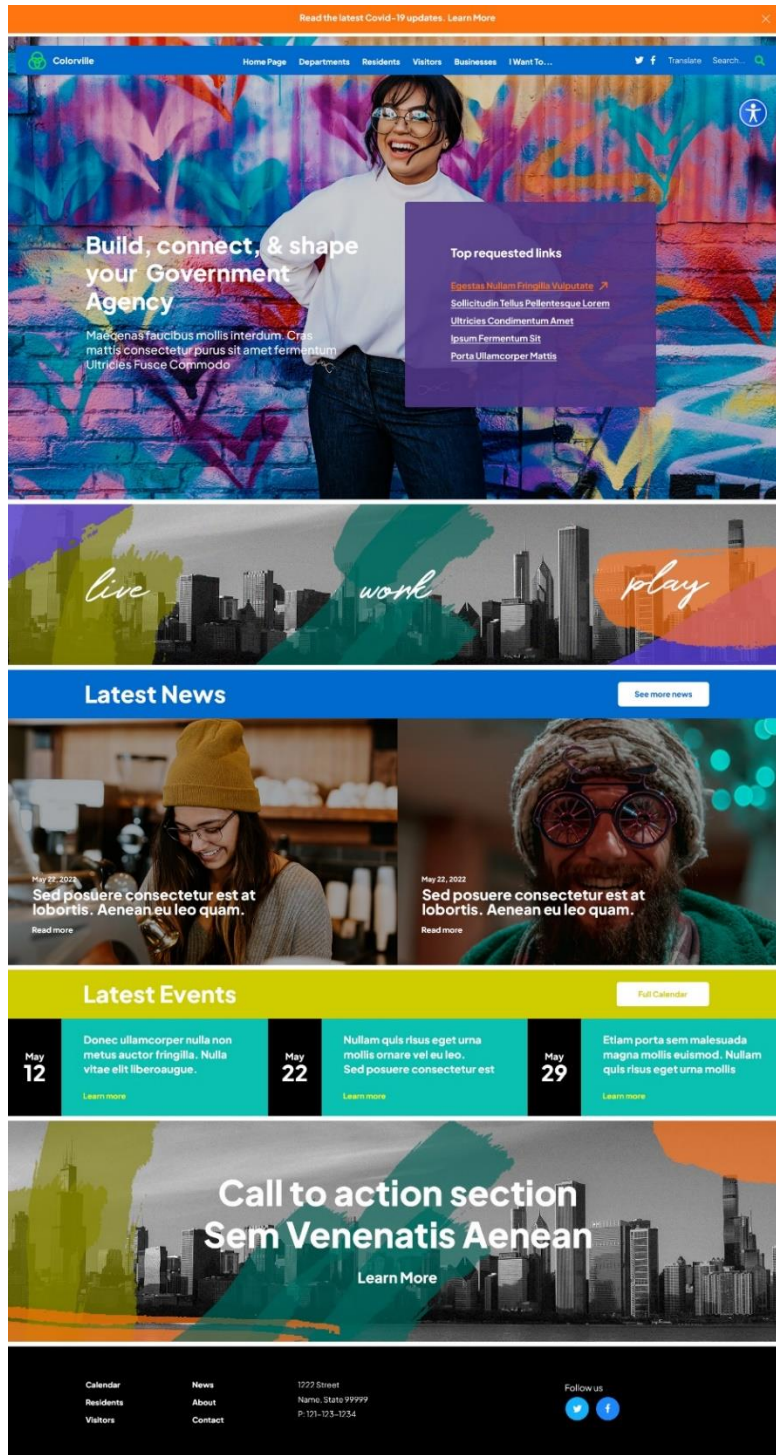 Read the latest Covid-19 updates. Learn More
Colorville
Home Page Departments Residents Visitors Businesses I Want To...
Translate Search...
Build, connect, & shape
your Government
Agency
Maeqenas faucibus mollis interdum. Cras
mattis consectetur purus sit amet fermentum
Ultricies Fusce Commodo
Top requested links
Egestas Nullam Fringilla Vulputate
Sollicitudin Tellus Pellentesque Lorem
Ultricies Condimentum Amet
Ipsum Fermentum Sit
Porta Ullamcorper Mattis
live
work
play
Latest News
See more news
May 22, 2022
Sed posuere consectetur est at
lobortis. Aenean eu leo quam.
Read more
May 22, 2022
Sed posuere consectetur est at
lobortis. Aenean eu leo quam.
Read more
Latest Events
Full Calendar
May
12
Donec ullamcorper nulla non
metus auctor fringilla. Nulla
vitae elit liberoaugue.
Learn more
May
22
Nullam quis risus eget urna
mollis ornare vel eu leo.
Sed posuere consectetur est
Learn more
May
29
Etiam porta sem malesuada
magna mollis euismod. Nullam
quis risus eget urna mollis
Learn more
Call to action section
Sem Venenatis Aenean
Learn More
Calendar
Residents
Visitors
News
About
Contact
1222 Street
Name, State 99999
P: 121-123-1234
Follow us